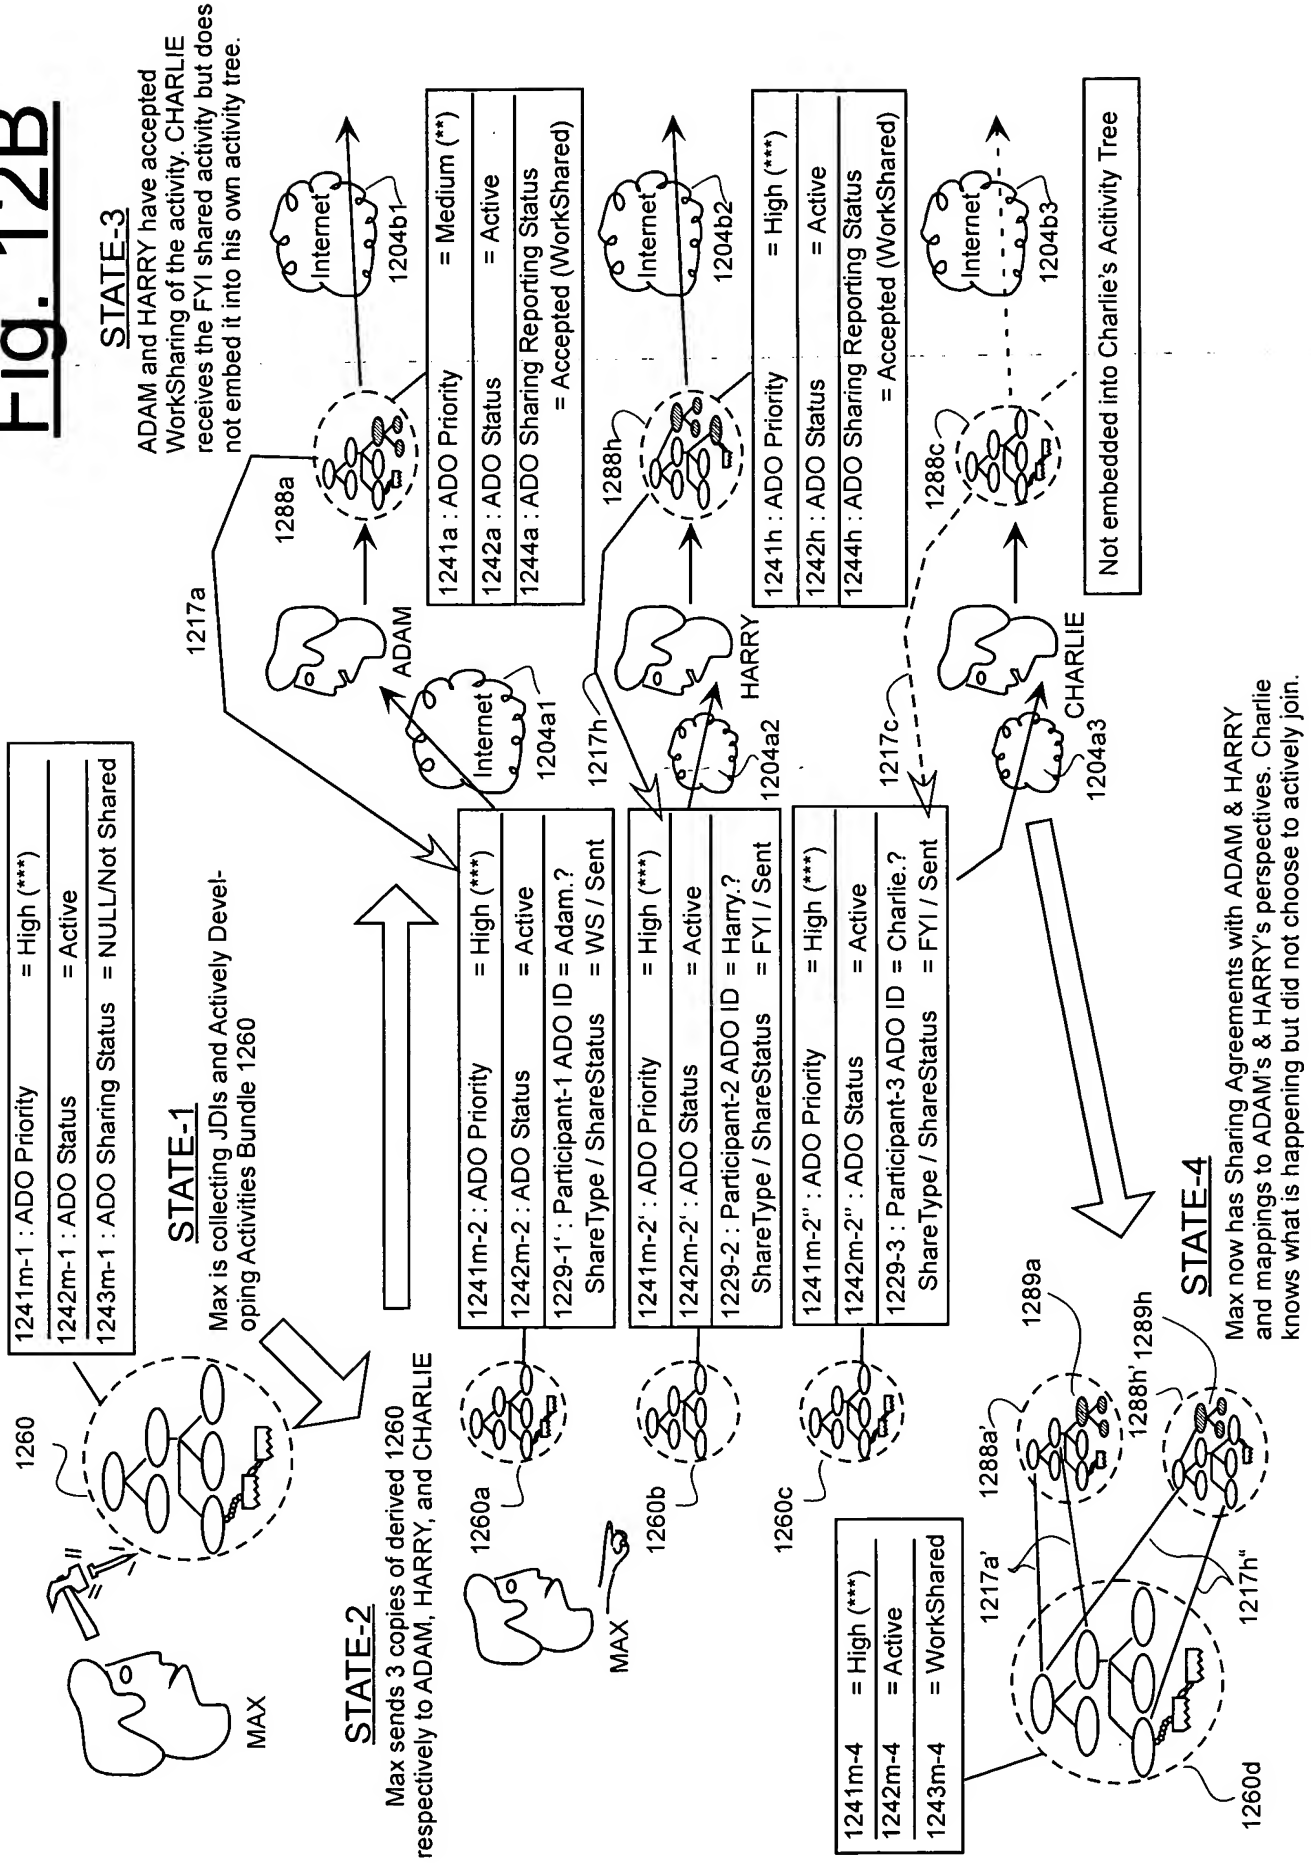 Fig. 12B
1241m-1 : ADO Priority = High (***)
1242m-1 : ADO Status = Active
1243m-1 : ADO Sharing Status = NULL/Not Shared
1260
MAX
STATE-1
Max is collecting JDIs and Actively Devel-
oping Activities Bundle 1260
STATE-2
Max sends 3 copies of derived 1260
respectively to ADAM, HARRY, and CHARLIE
MAX
1260a
1241m-2 : ADO Priority = High (***)
1242m-2 : ADO Status = Active
1229-1' : Participant-1 ADO ID = Adam.?
ShareType / ShareStatus = WS / Sent
1260b
1241m-2' : ADO Priority = High (***)
1242m-2' : ADO Status = Active
1229-2 : Participant-2 ADO ID = Harry.?
ShareType / ShareStatus = FYI / Sent
1260c
1241m-2" : ADO Priority = High (***)
1242m-2" : ADO Status = Active
1229-3 : Participant-3 ADO ID = Charlie.?
ShareType / ShareStatus = FYI / Sent
STATE-3
ADAM and HARRY have accepted
WorkSharing of the activity. CHARLIE
receives the FYI shared activity but does
not embed it into his own activity tree.
1217a
Internet
1204a1
ADAM
1288a
Internet
1204b1
1241a : ADO Priority = Medium (**)
1242a : ADO Status = Active
1244a : ADO Sharing Reporting Status
= Accepted (WorkShared)
1217h
1204a2
HARRY
1288h
Internet
1204b2
1241h : ADO Priority = High (***)
1242h : ADO Status = Active
1244h : ADO Sharing Reporting Status
= Accepted (WorkShared)
1217c
1204a3
CHARLIE
1288c
Internet
1204b3
Not embedded into Charlie's Acitivity Tree
STATE-4
Max now has Sharing Agreements with ADAM & HARRY
and mappings to ADAM's & HARRY's perspectives. Charlie
knows what is happening but did not choose to actively join.
1241m-4 = High (***)
1242m-4 = Active
1243m-4 = WorkShared
1260d
1217a'
1217h"
1288a'
1289a
1288h'
1289h